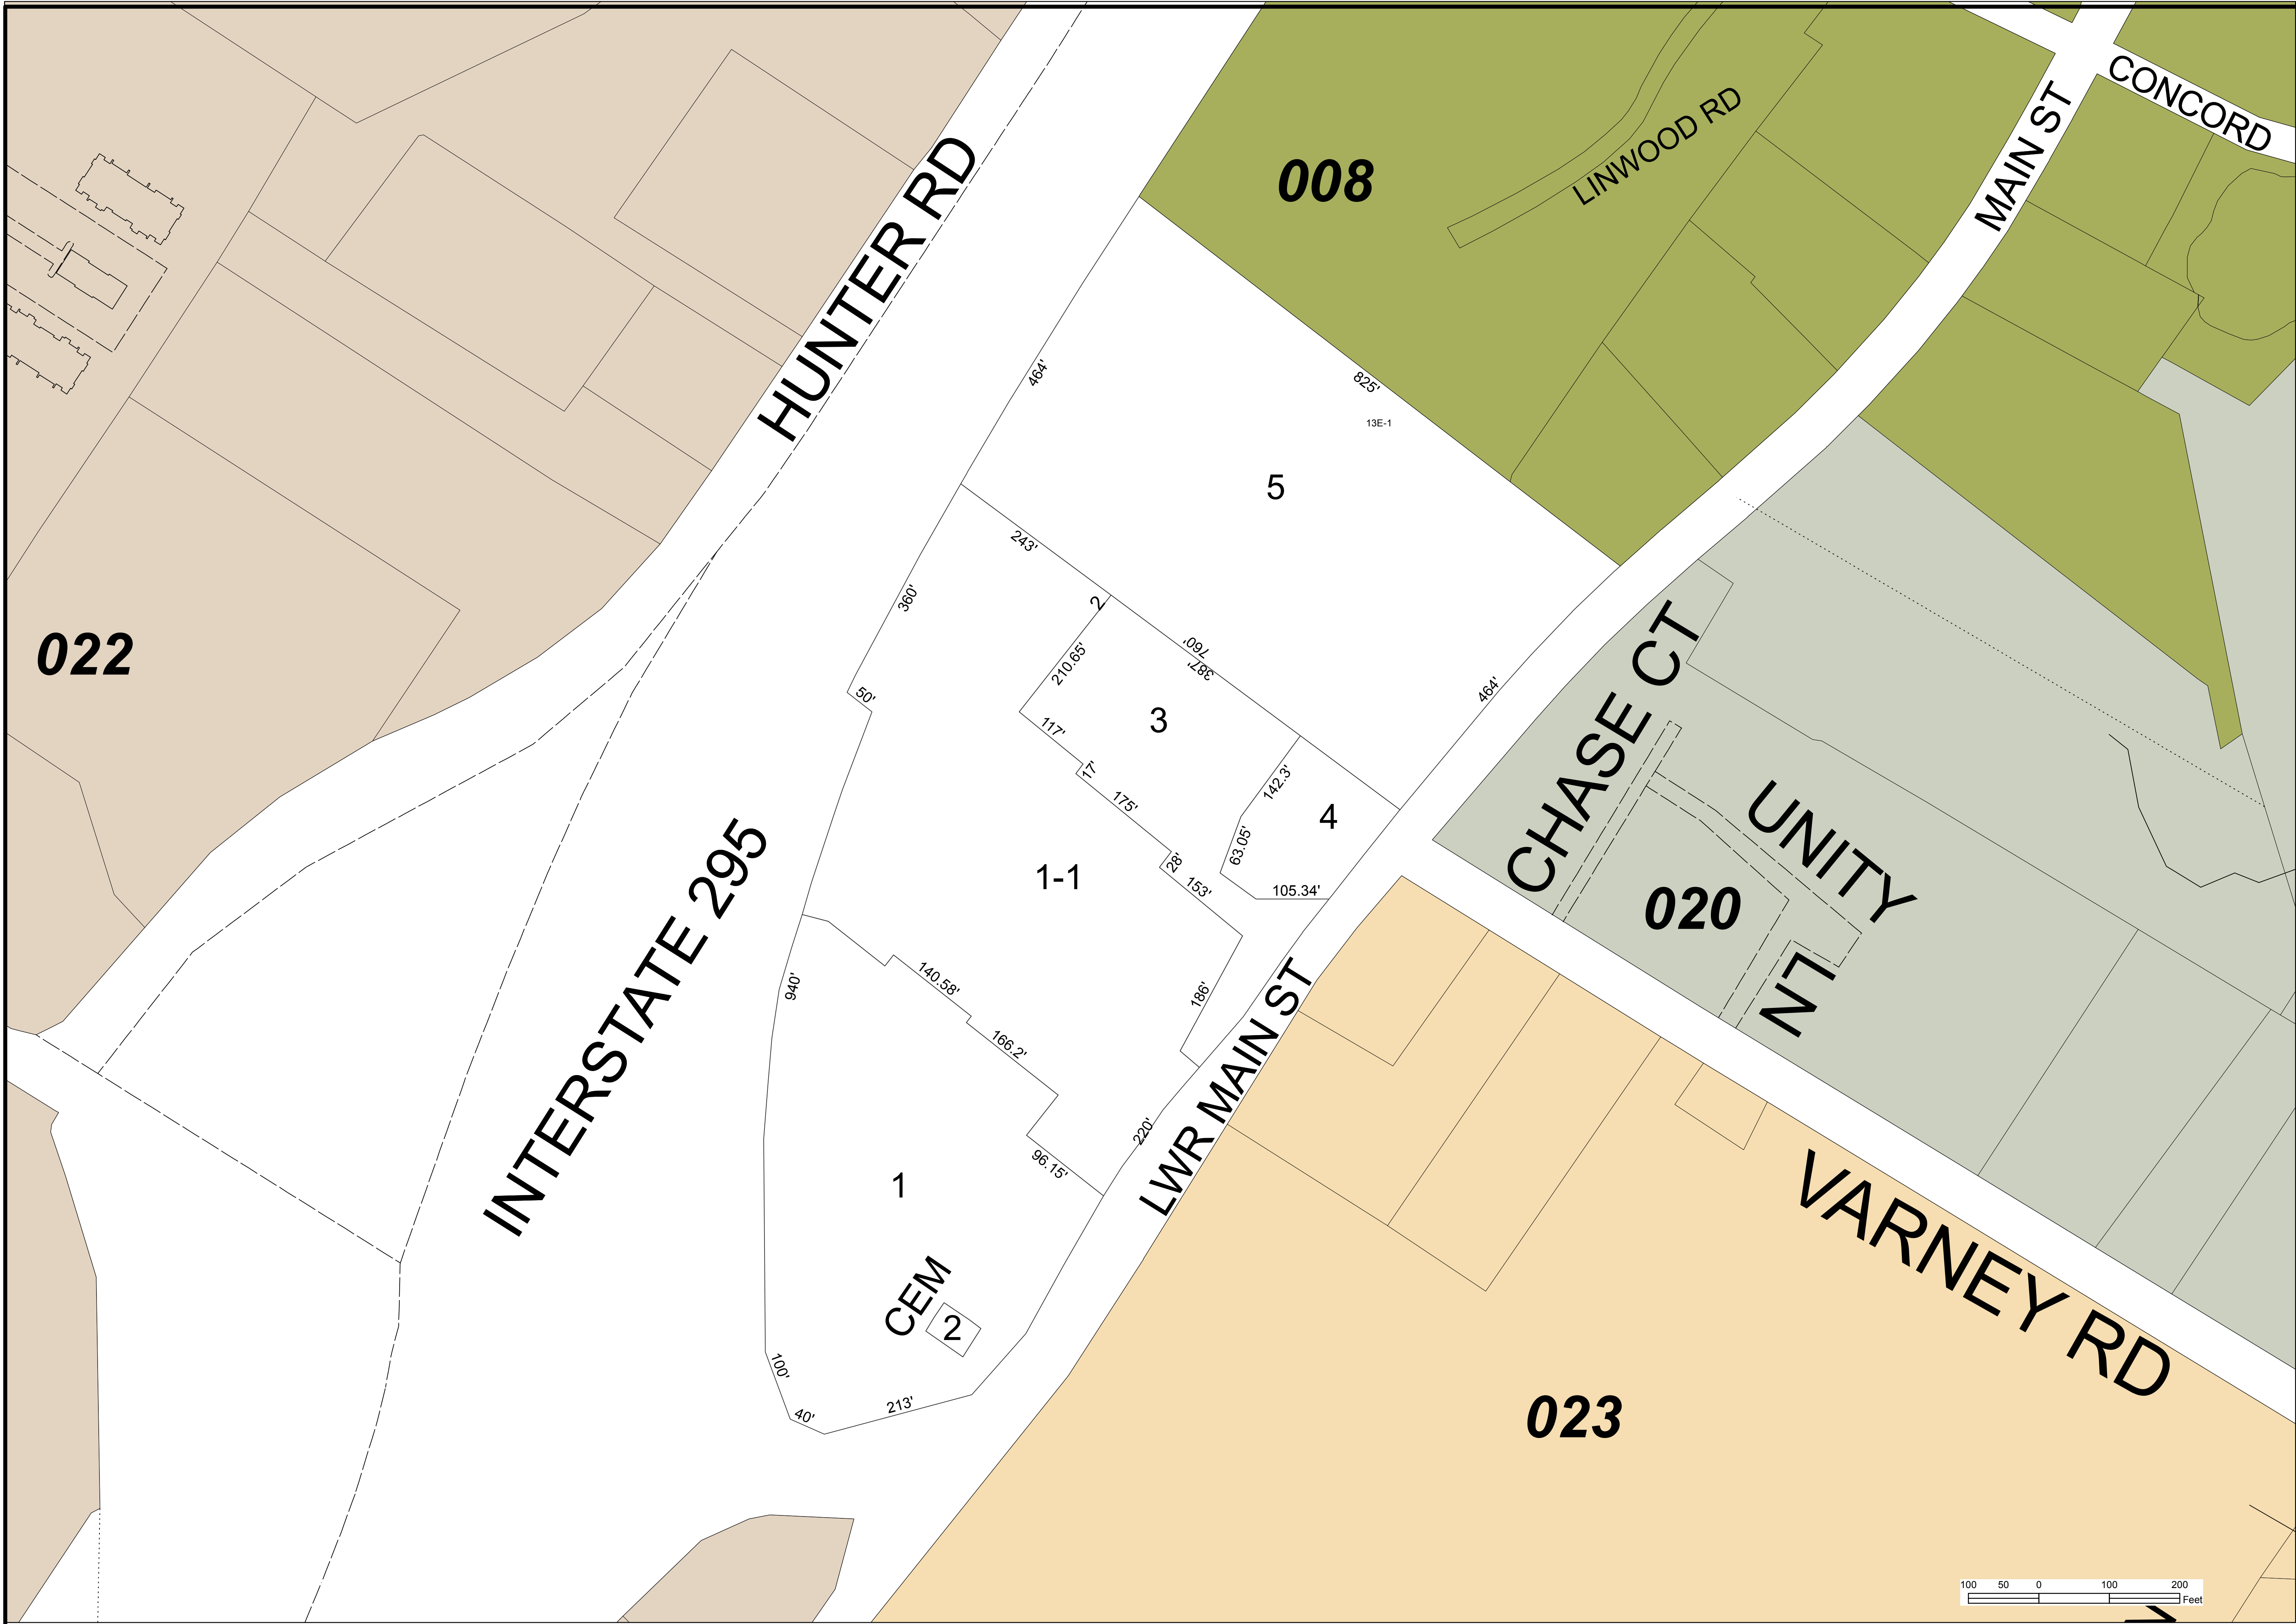 CONCORD
MAIN ST
LINWOOD RD
008
HUNTER RD
464'
825'
13E-1
5
243'
360'
2
210.65'
760'
387'
022
50'
3
464'
CHASE CT
117'
17'
142.3'
175'
4
UNITY
63.05'
28'
1-1
153'
105.34'
020
INTERSTATE 295
940'
140.58'
186'
LN
166.2'
LWR MAIN ST
220'
96.15'
1
VARNEY RD
CEM
2
100'
213'
40'
023
100 50 0 100 200
Feet